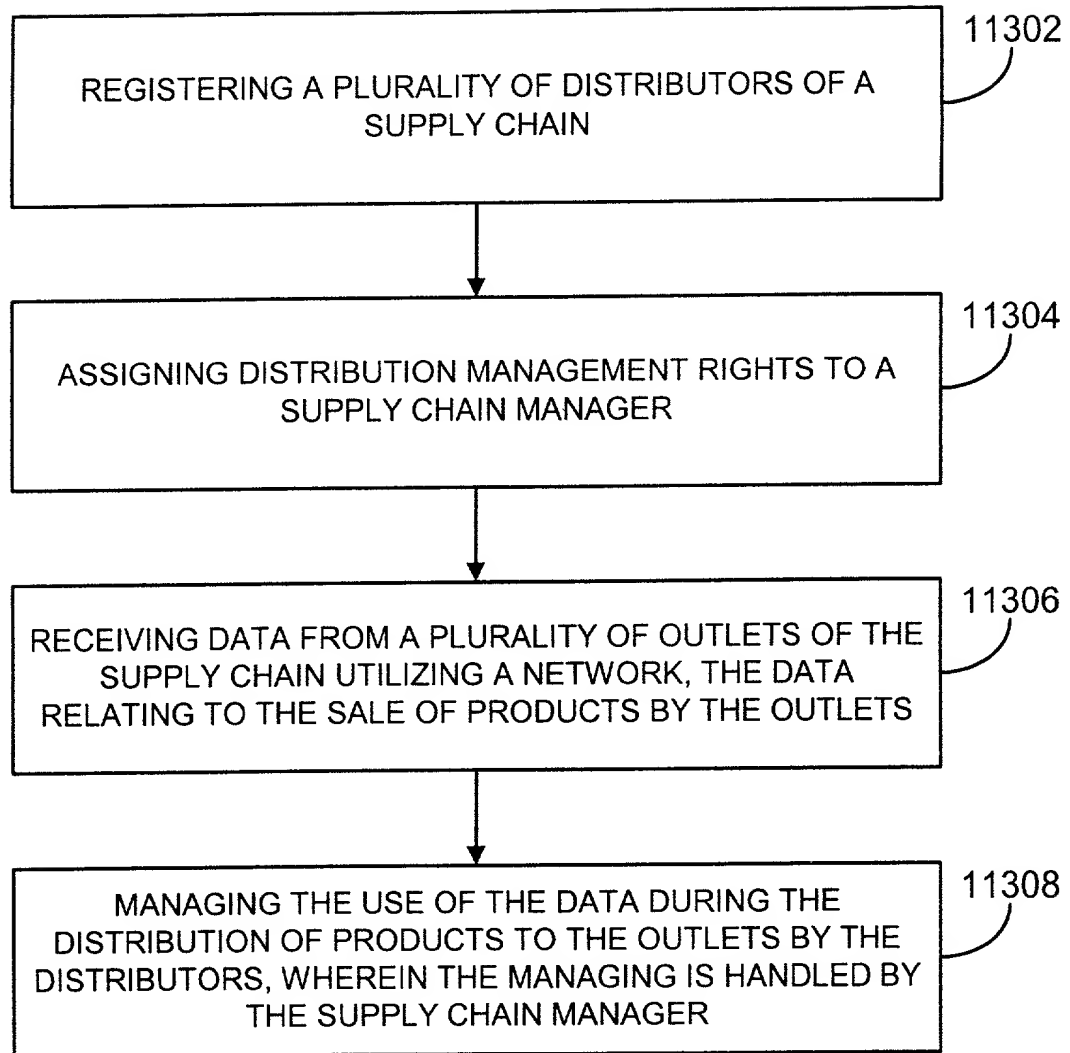 11302
REGISTERING A PLURALITY OF DISTRIBUTORS OF A
SUPPLY CHAIN
11304
ASSIGNING DISTRIBUTION MANAGEMENT RIGHTS TO A
SUPPLY CHAIN MANAGER
11306
RECEIVING DATA FROM A PLURALITY OF OUTLETS OF THE
SUPPLY CHAIN UTILIZING A NETWORK, THE DATA
RELATING TO THE SALE OF PRODUCTS BY THE OUTLETS
11308
MANAGING THE USE OF THE DATA DURING THE
DISTRIBUTION OF PRODUCTS TO THE OUTLETS BY THE
DISTRIBUTORS, WHEREIN THE MANAGING IS HANDLED BY
THE SUPPLY CHAIN MANAGER